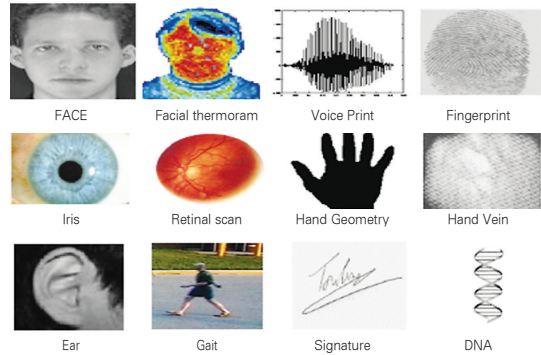 FACE Facial thermoram Voice Print Fingerprint
Iris Retinal scan Hand Geometry Hand Vein
Ear Gait Signature DNA